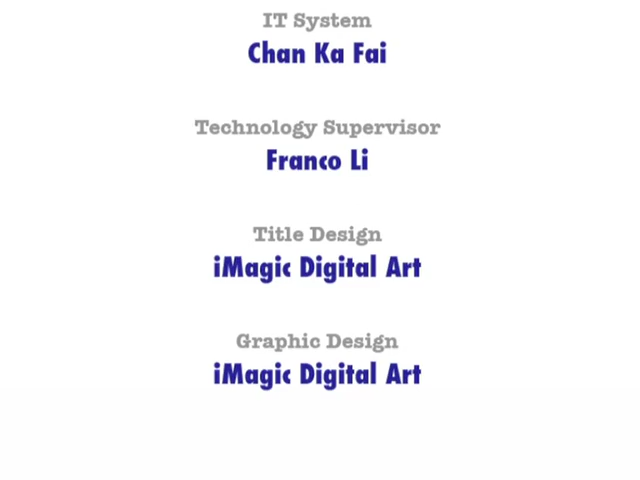 IT System
Chan Ka Fai
Technology Supervisor
Franco Li
Title Design
iMagic Digital Art
Graphic Design
iMagic Digital Art